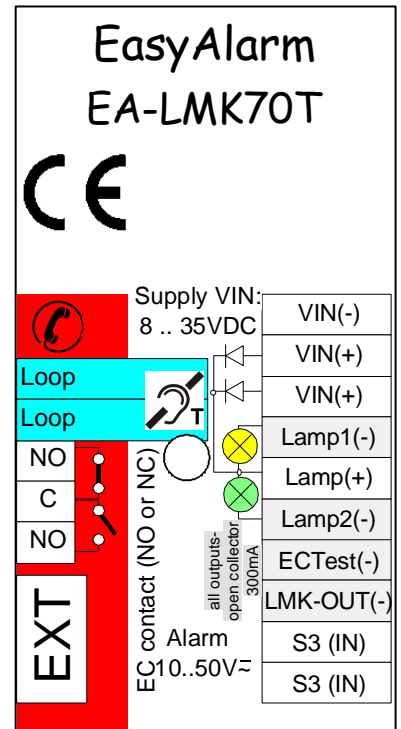 EasyAlarm
EA-LMK70T
CE
Supply VIN:
8 .. 35VDC
VIN(-)
VIN(+)
VIN(+)
Lamp1(-)
Lamp(+)
Lamp2(-)
ECTest(-)
LMK-OUT(-)
S3 (IN)
S3 (IN)
Loop
Loop
T
NO
C
NO
EXT
EC contact (NO or NC)
all outputs-
open collector
300mA
Alarm
10..50V⎓